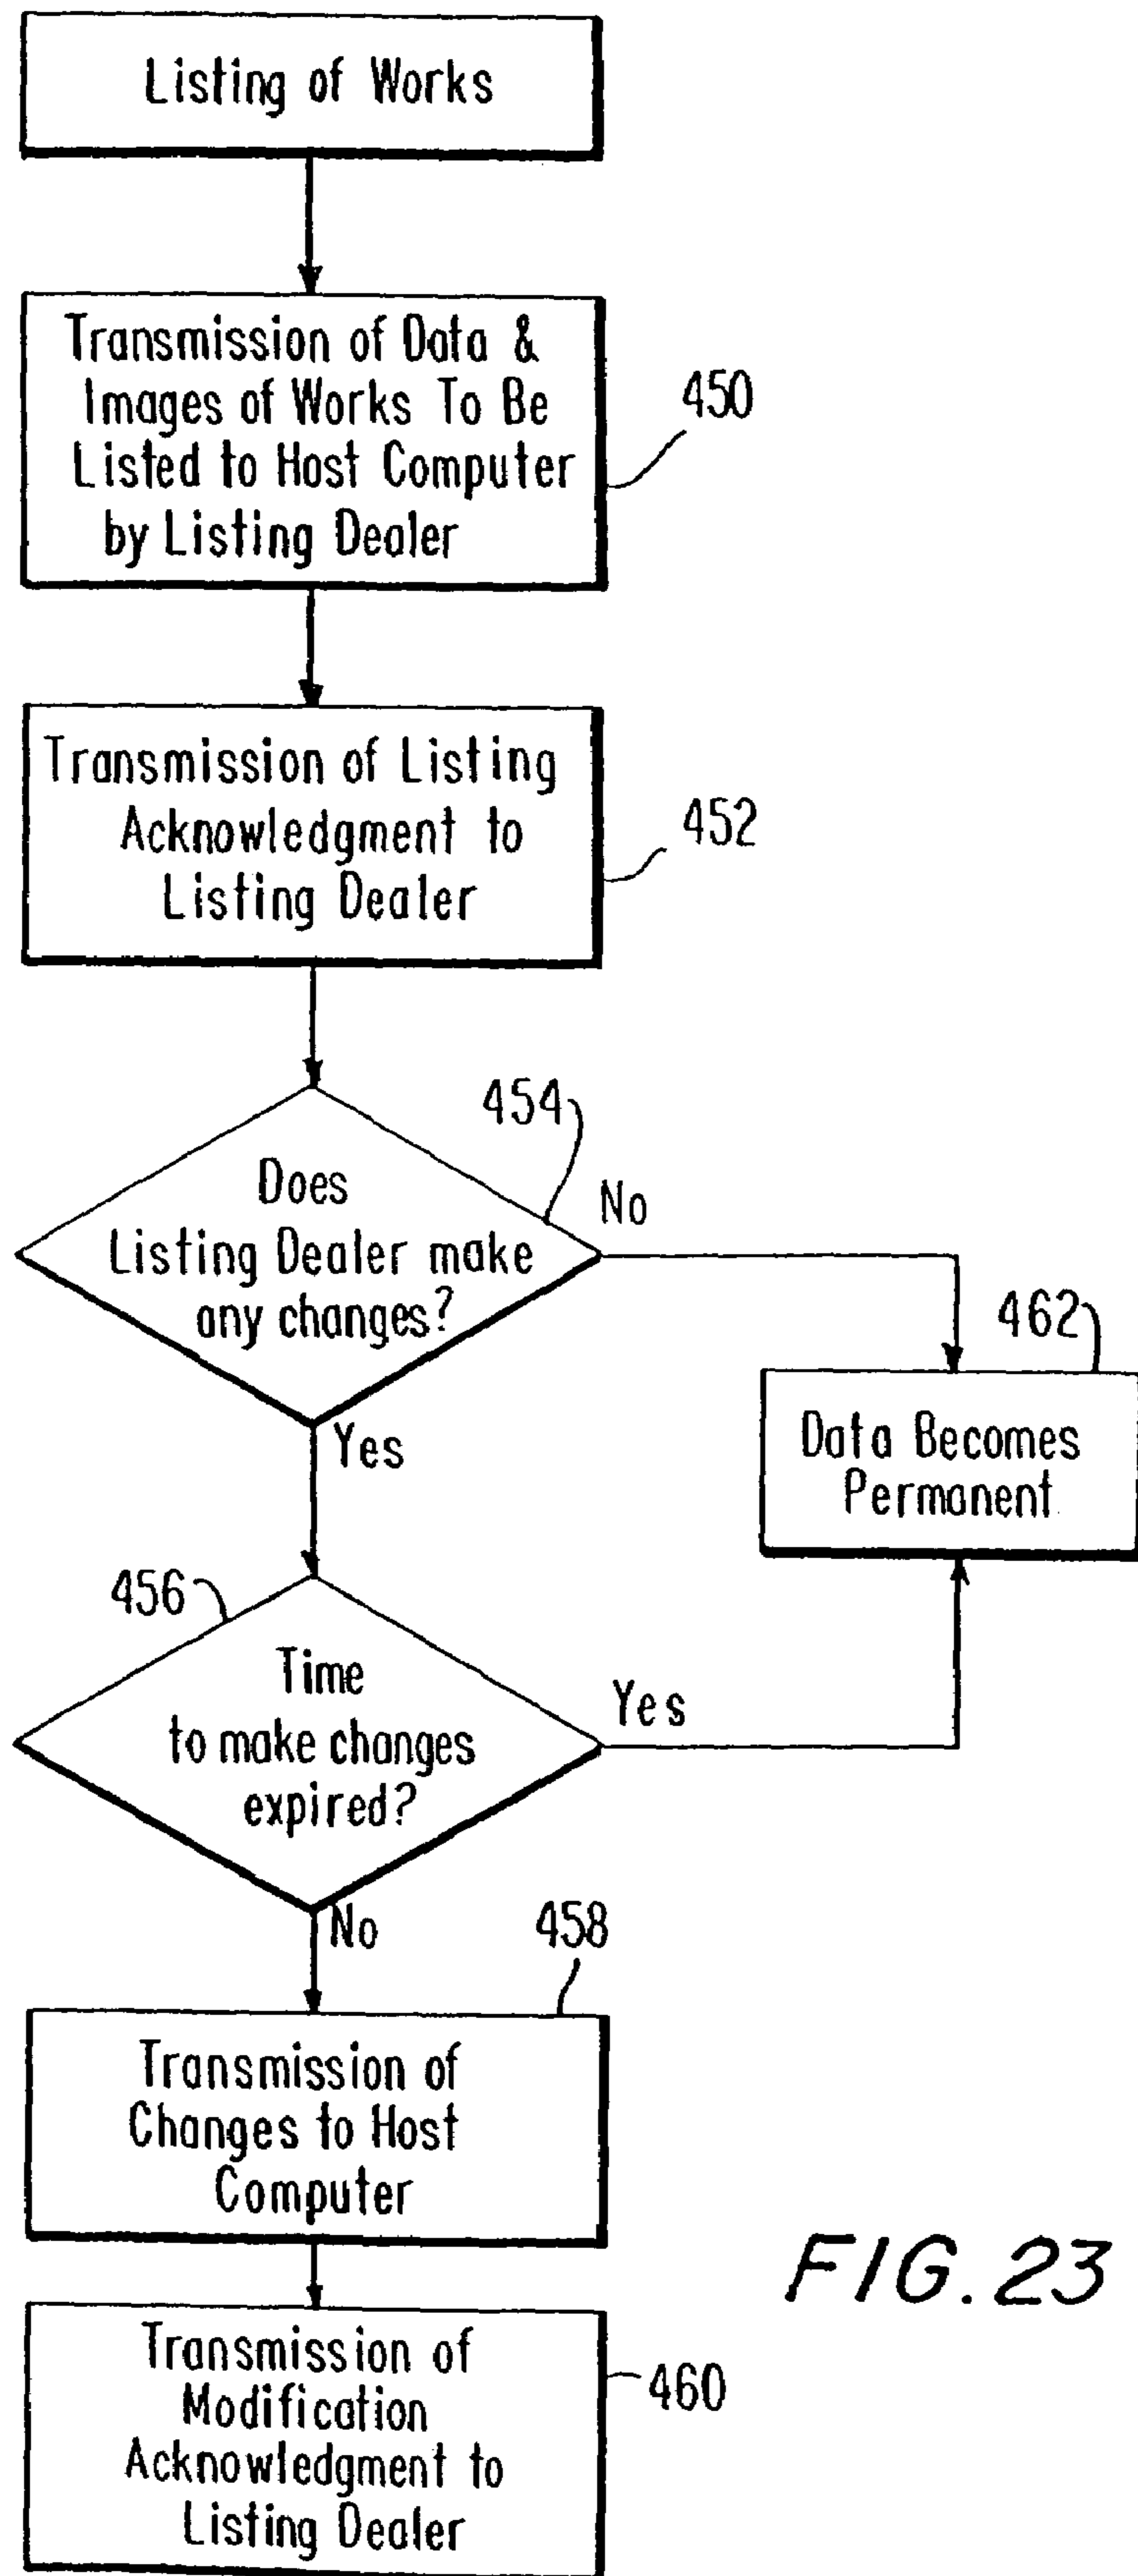 Listing of Works
Transmission of Data &
Images of Works To Be
Listed to Host Computer
by Listing Dealer
450
Transmission of Listing
Acknowledgment to
Listing Dealer
452
454
Does
Listing Dealer make
any changes?
No
Yes
462
Data Becomes
Permanent
456
Time
to make changes
expired?
Yes
No
458
Transmission of
Changes to Host
Computer
FIG. 23
Transmission of
Modification
Acknowledgment to
Listing Dealer
460